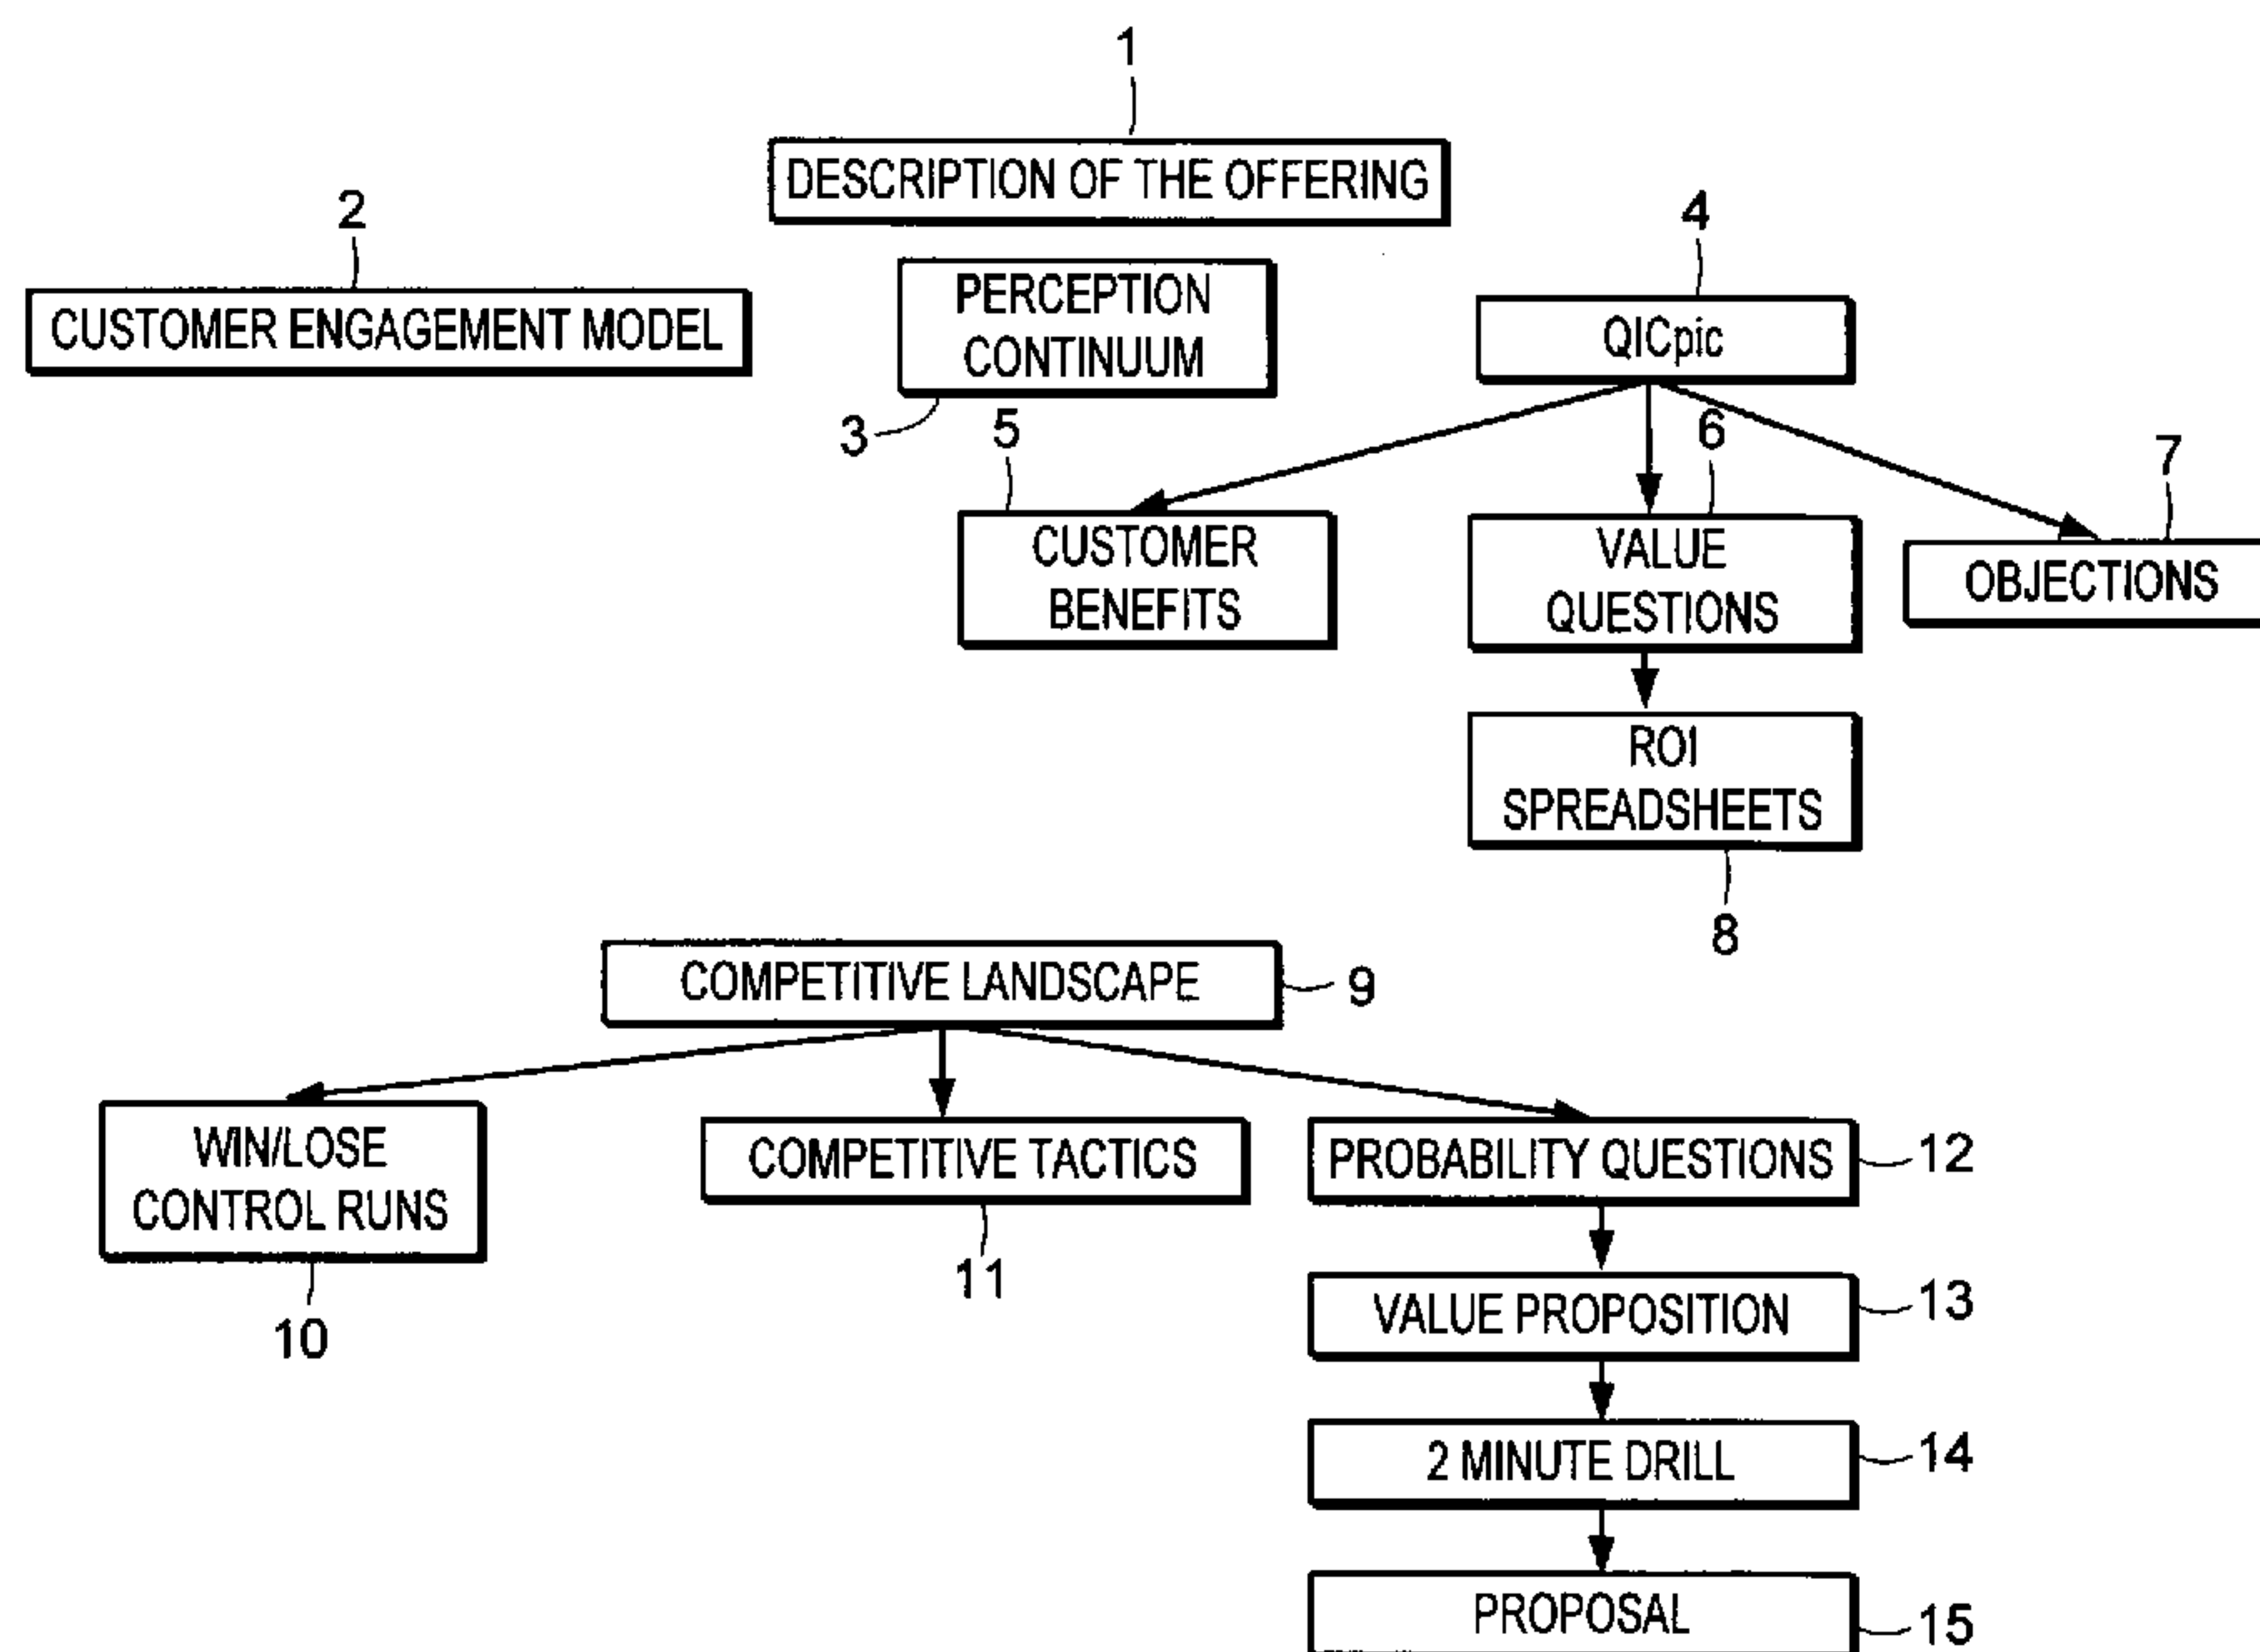 1
DESCRIPTION OF THE OFFERING
2
CUSTOMER ENGAGEMENT MODEL
PERCEPTION
CONTINUUM
3
4
QICpic
5
CUSTOMER
BENEFITS
6
VALUE
QUESTIONS
7
OBJECTIONS
ROI
SPREADSHEETS
8
COMPETITIVE LANDSCAPE
9
WIN/LOSE
CONTROL RUNS
10
COMPETITIVE TACTICS
11
PROBABILITY QUESTIONS
12
VALUE PROPOSITION
13
2 MINUTE DRILL
14
PROPOSAL
15